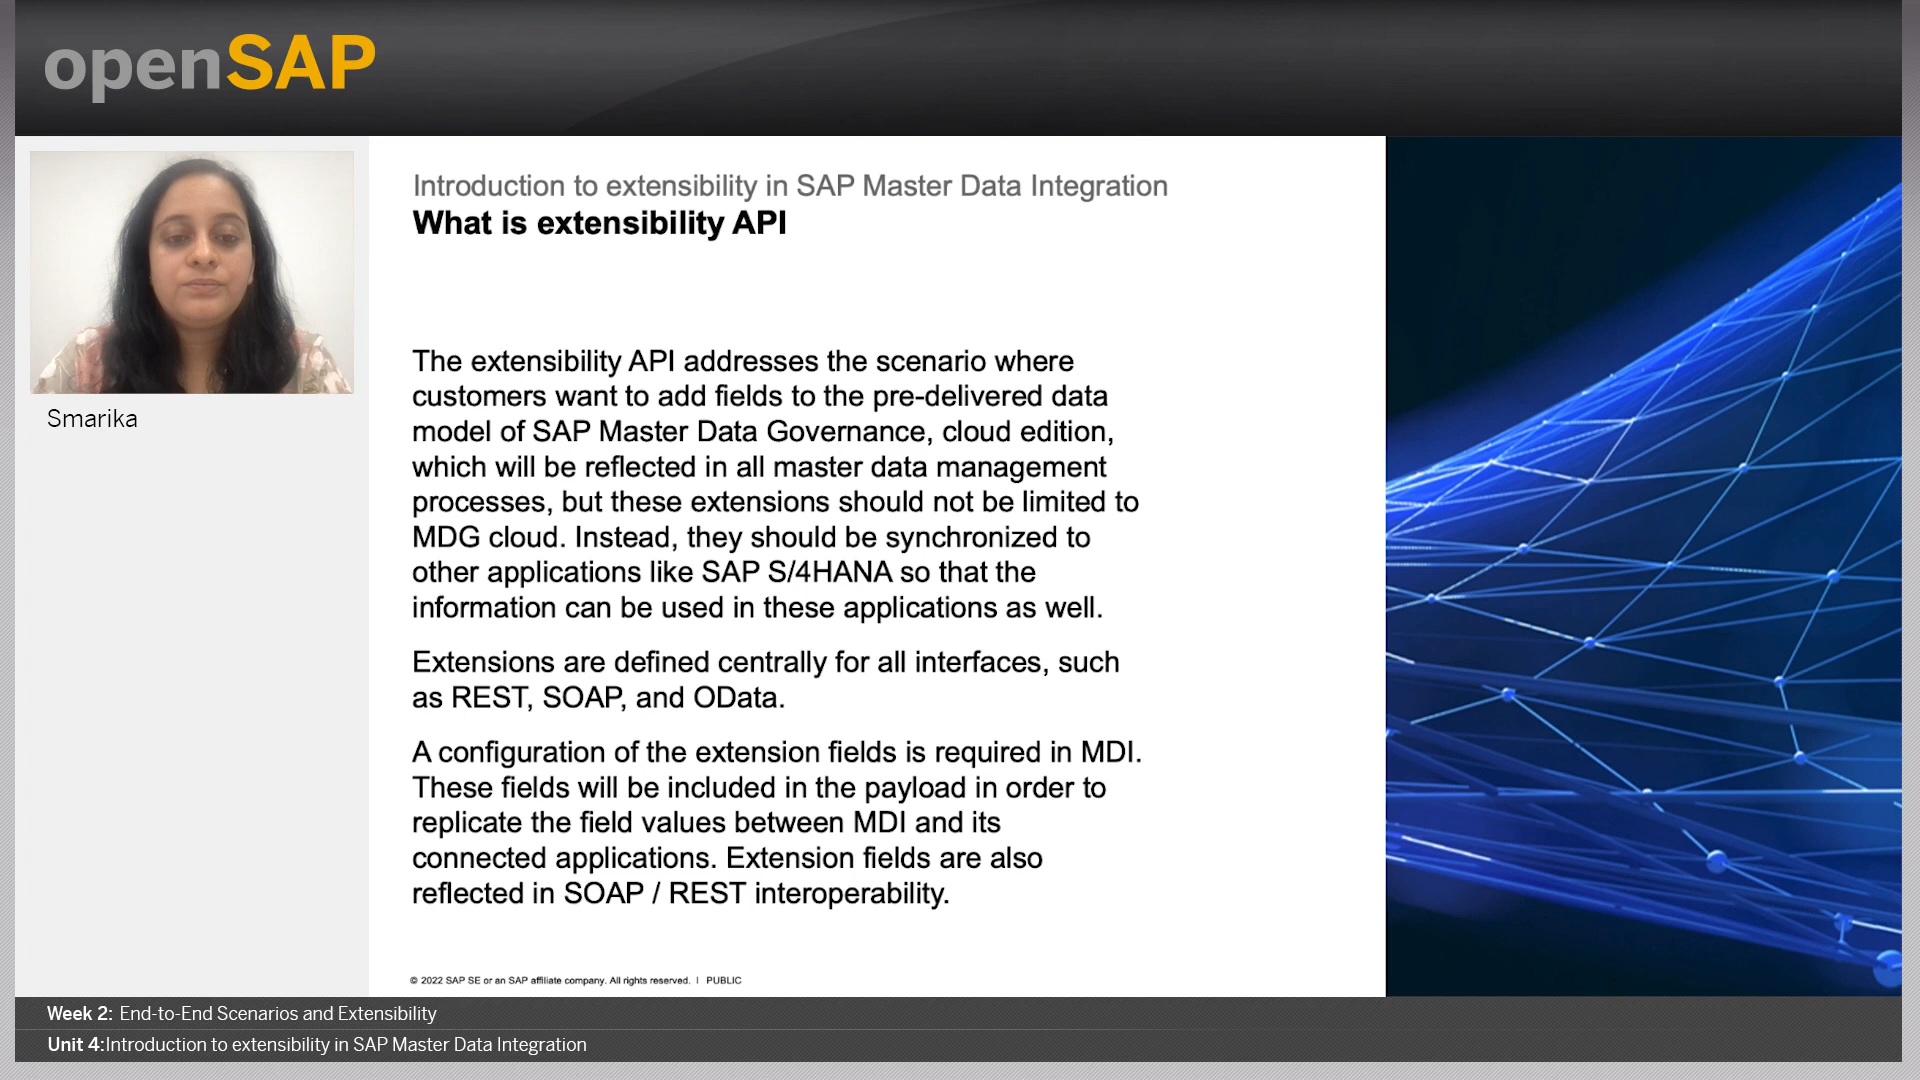 openSAP
Smarika
Introduction to extensibility in SAP Master Data Integration
What is extensibility API
The extensibility API addresses the scenario where
customers want to add fields to the pre-delivered data
model of SAP Master Data Governance, cloud edition,
which will be reflected in all master data management
processes, but these extensions should not be limited to
MDG cloud. Instead, they should be synchronized to
other applications like SAP S/4HANA so that the
information can be used in these applications as well.
Extensions are defined centrally for all interfaces, such
as REST, SOAP, and OData.
A configuration of the extension fields is required in MDI.
These fields will be included in the payload in order to
replicate the field values between MDI and its
connected applications. Extension fields are also
reflected in SOAP / REST interoperability.
© 2022 SAP SE or an SAP affiliate company. All rights reserved. | PUBLIC
Week 2: End-to-End Scenarios and Extensibility
Unit 4:Introduction to extensibility in SAP Master Data Integration